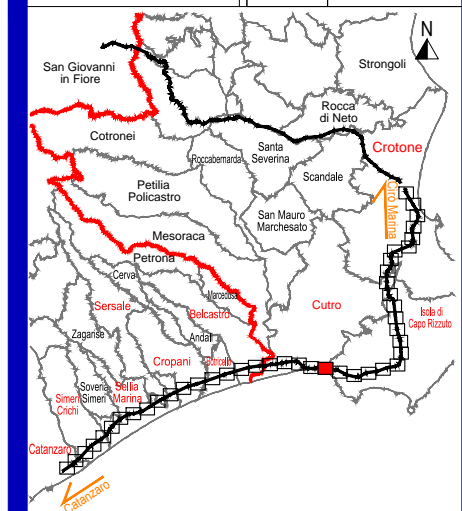 N
San Giovanni
in Fiore
Strongoli
Rocca
di Neto
Cotronei
Crotone
Santa
Severina
Roccabernarda
Scandale
Petilia
Policastro
Ciro Marina
San Mauro
Marchesato
Mesoraca
Petrona
Cerva
Marcedusa
Sersale
Belcastro
Cutro
Isola di
Capo Rizzuto
Zagarise
Andali
Cropani
Botricello
Soveria
Simeri
Sellia
Marina
Simeri
Crichi
Catanzaro
Catanzaro